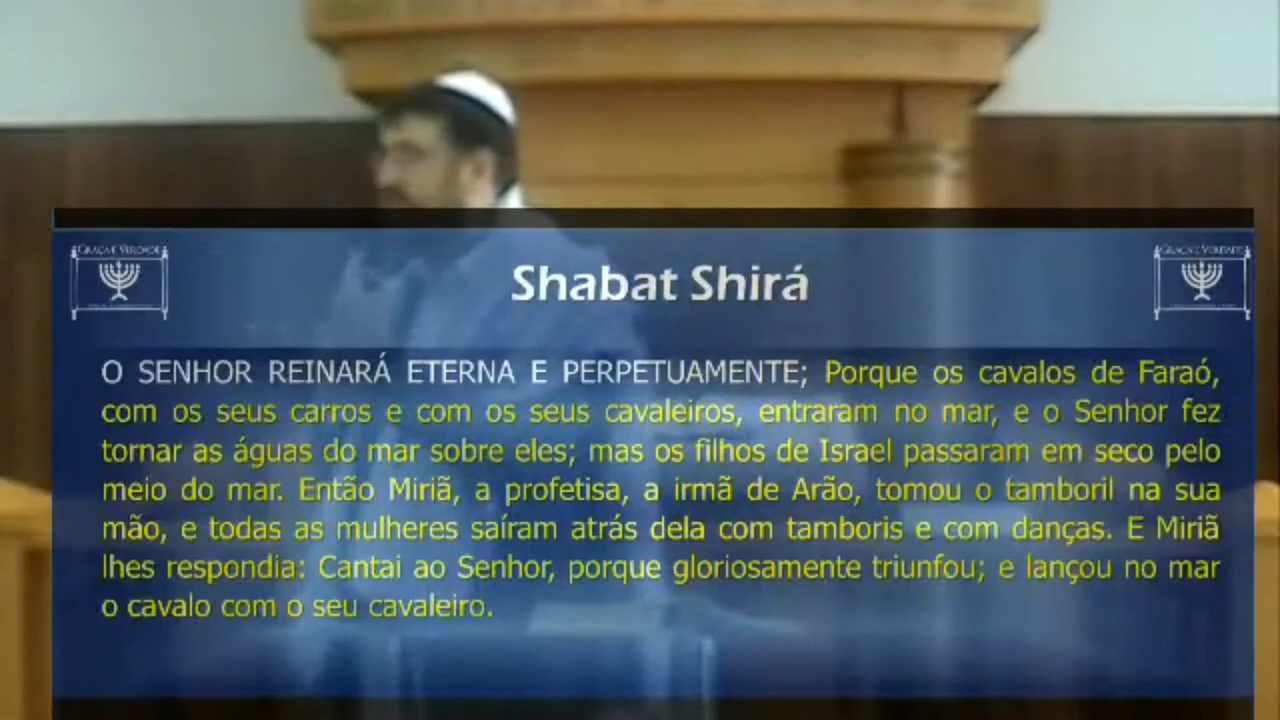 GRAÇA E VERDADE
GRAÇA E VERDADE
Shabat Shirá
O SENHOR REINARÁ ETERNA E PERPETUAMENTE; Porque os cavalos de Faraó,
com os seus carros e com os seus cavaleiros, entraram no mar, e o Senhor fez
tornar as águas do mar sobre eles; mas os filhos de Israel passaram em seco pelo
meio do mar. Então Miriã, a profetisa, a irmã de Arão, tomou o tamboril na sua
mão, e todas as mulheres saíram atrás dela com tamboris e com danças. E Miriã
lhes respondia: Cantai ao Senhor, porque gloriosamente triunfou; e lançou no mar
o cavalo com o seu cavaleiro.